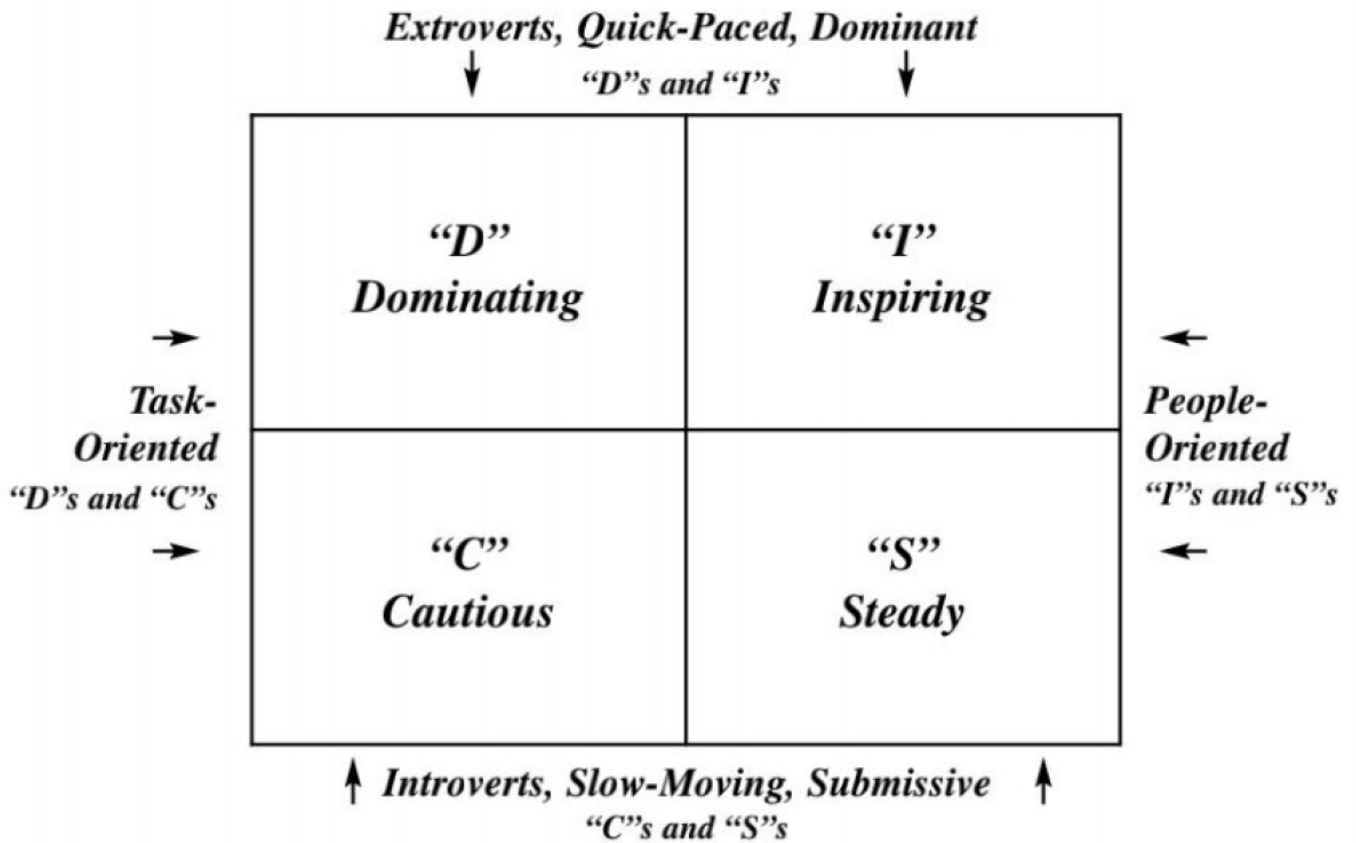 Extroverts, Quick-Paced, Dominant
“D”s and “I”s
“D”
Dominating
“I”
Inspiring
Task-
Oriented
“D”s and “C”s
People-
Oriented
“I”s and “S”s
“C”
Cautious
“S”
Steady
Introverts, Slow-Moving, Submissive
“C”s and “S”s